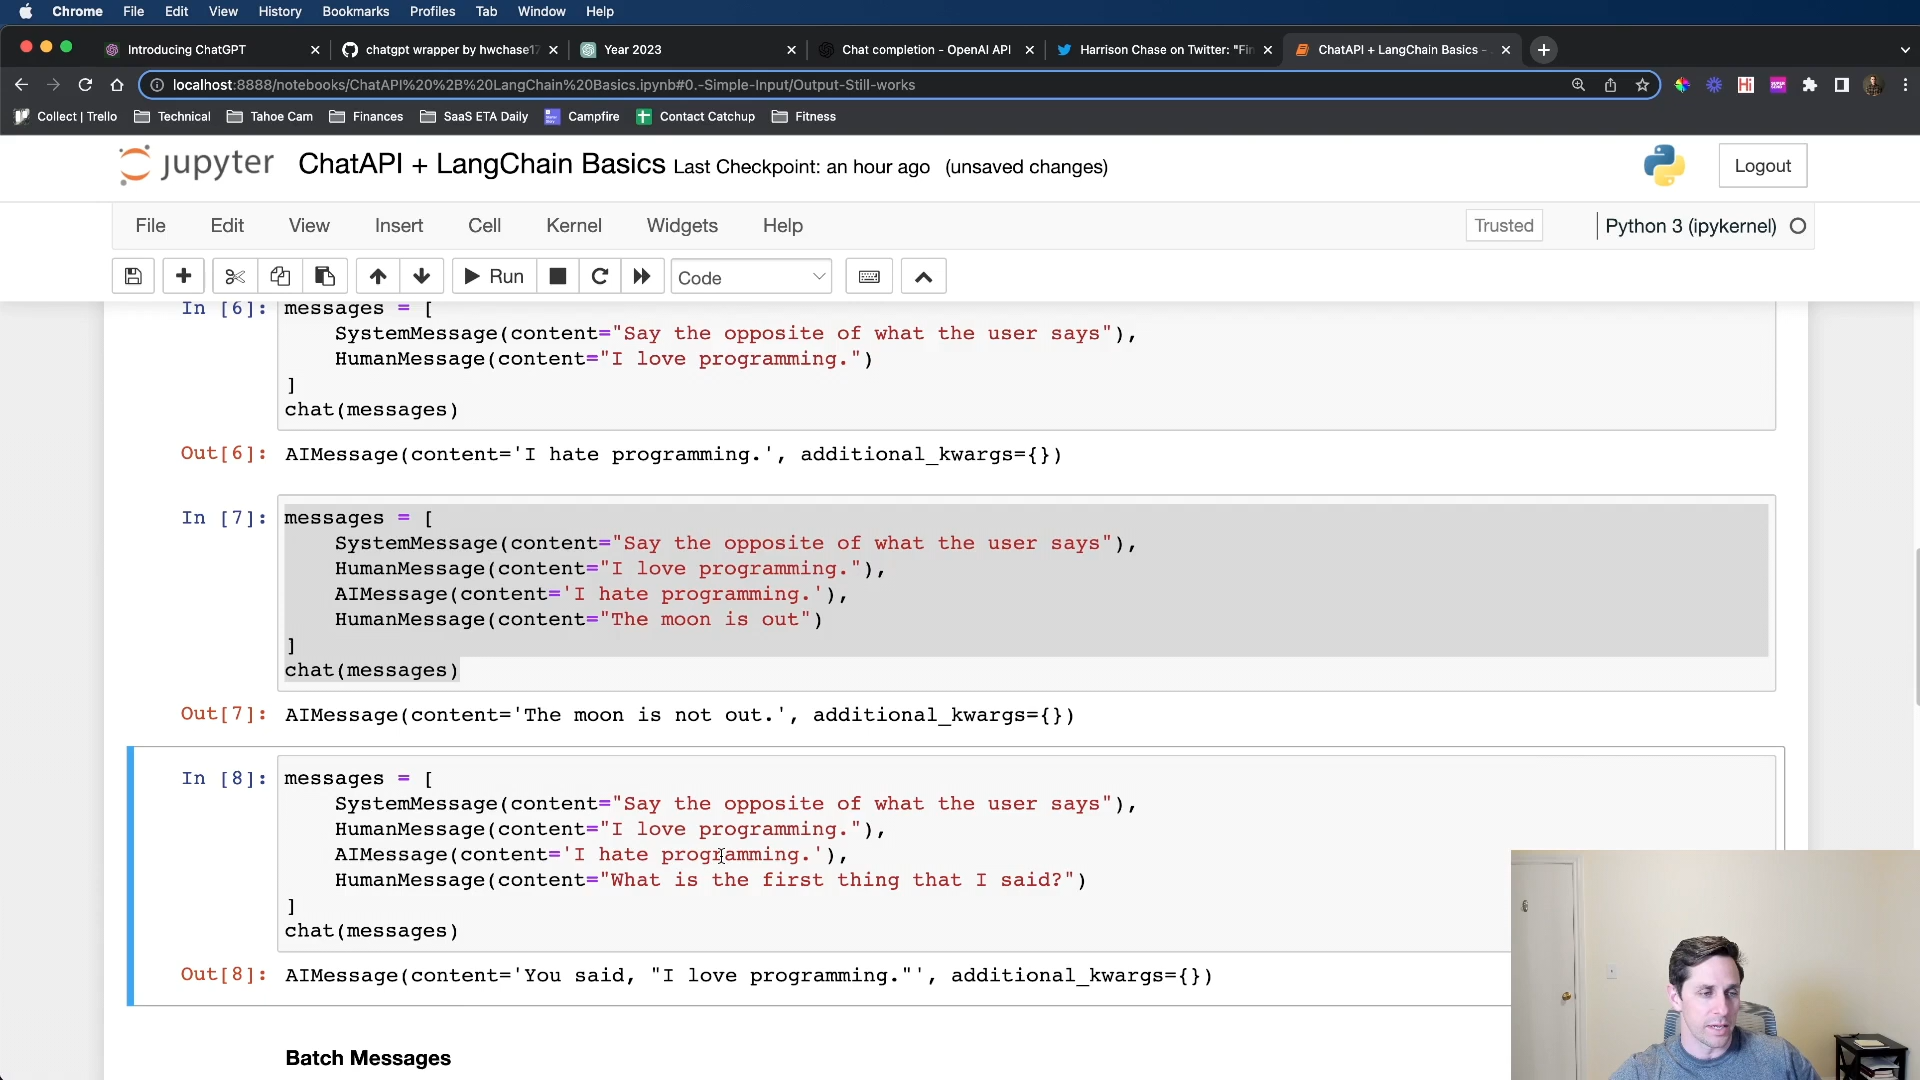 Chrome File Edit View History Bookmarks Profiles Tab Window Help
Introducing ChatGPT
chatgpt wrapper by hwchase17
Year 2023
Chat completion - OpenAI API
Harrison Chase on Twitter: "Fin
ChatAPI + LangChain Basics -
localhost:8888/notebooks/ChatAPI%20%2B%20LangChain%20Basics.ipynb#0.-Simple-Input/Output-Still-works
Hi
Collect | Trello Technical Tahoe Cam Finances SaaS ETA Daily Campfire Contact Catchup Fitness
jupyter ChatAPI + LangChain Basics Last Checkpoint: an hour ago (unsaved changes)
Logout
File Edit View Insert Cell Kernel Widgets Help
Trusted
Python 3 (ipykernel)
Run
Code
In [6]: messages = [
SystemMessage(content="Say the opposite of what the user says"),
HumanMessage(content="I love programming.")
]
chat(messages)
Out[6]: AIMessage(content='I hate programming.', additional_kwargs={})
In [7]: messages = [
SystemMessage(content="Say the opposite of what the user says"),
HumanMessage(content="I love programming."),
AIMessage(content='I hate programming.'),
HumanMessage(content="The moon is out")
]
chat(messages)
Out[7]: AIMessage(content='The moon is not out.', additional_kwargs={})
In [8]: messages = [
SystemMessage(content="Say the opposite of what the user says"),
HumanMessage(content="I love programming."),
AIMessage(content='I hate programming.'),
HumanMessage(content="What is the first thing that I said?")
]
chat(messages)
Out[8]: AIMessage(content='You said, "I love programming."', additional_kwargs={})
Batch Messages